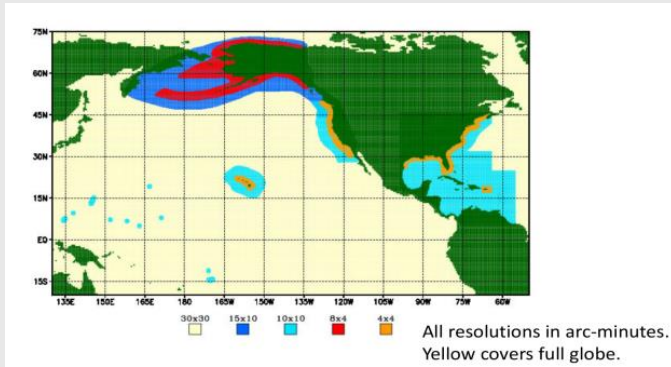 75N
60N
45N
30N
15N
EQ
15S
135E 150E 165E 180 165W 150W 135W 120W 105W 90W 75W 60W
30x30 15x10 10x10 8x4 4x4
All resolutions in arc-minutes.
Yellow covers full globe.